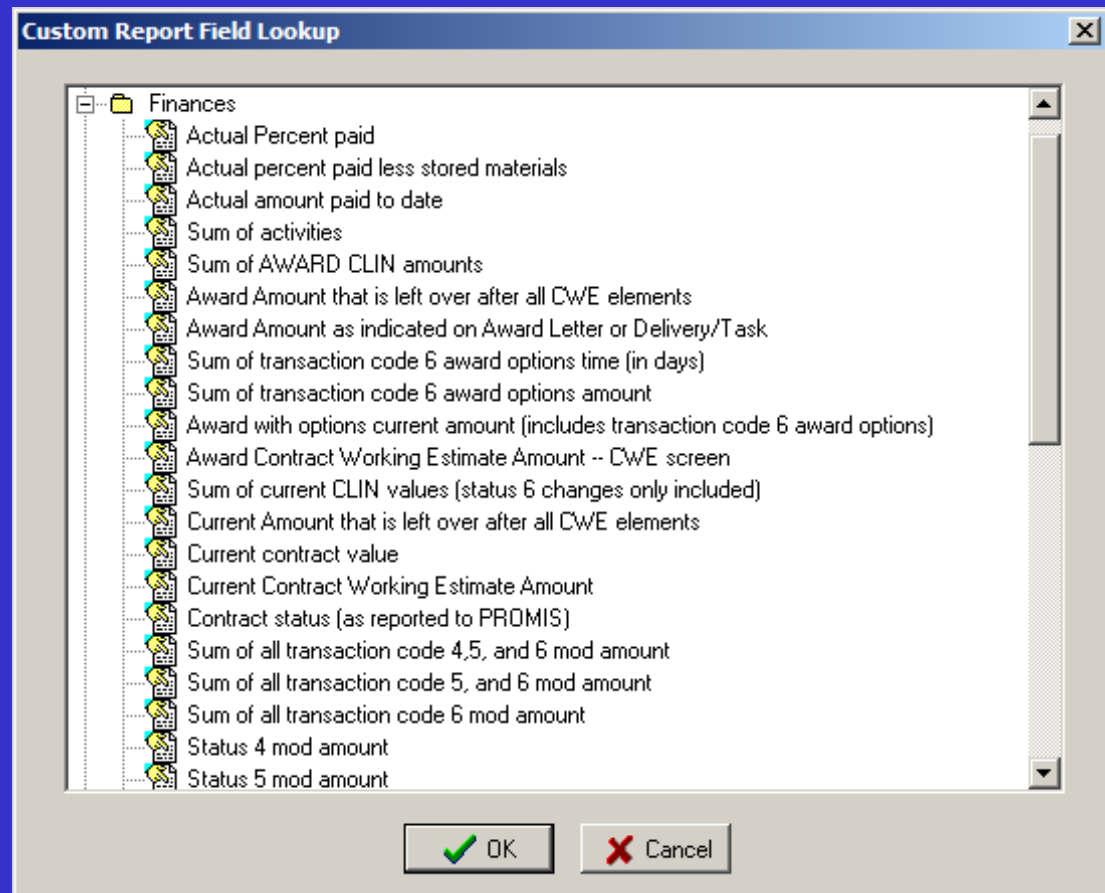 Custom Report Field Lookup
Finances
Actual Percent paid
Actual percent paid less stored materials
Actual amount paid to date
Sum of activities
Sum of AWARD CLIN amounts
Award Amount that is left over after all CWE elements
Award Amount as indicated on Award Letter or Delivery/Task
Sum of transaction code 6 award options time (in days)
Sum of transaction code 6 award options amount
Award with options current amount (includes transaction code 6 award options)
Award Contract Working Estimate Amount -- CWE screen
Sum of current CLIN values (status 6 changes only included)
Current Amount that is left over after all CWE elements
Current contract value
Current Contract Working Estimate Amount
Contract status (as reported to PROMIS)
Sum of all transaction code 4,5, and 6 mod amount
Sum of all transaction code 5, and 6 mod amount
Sum of all transaction code 6 mod amount
Status 4 mod amount
Status 5 mod amount
OK
Cancel